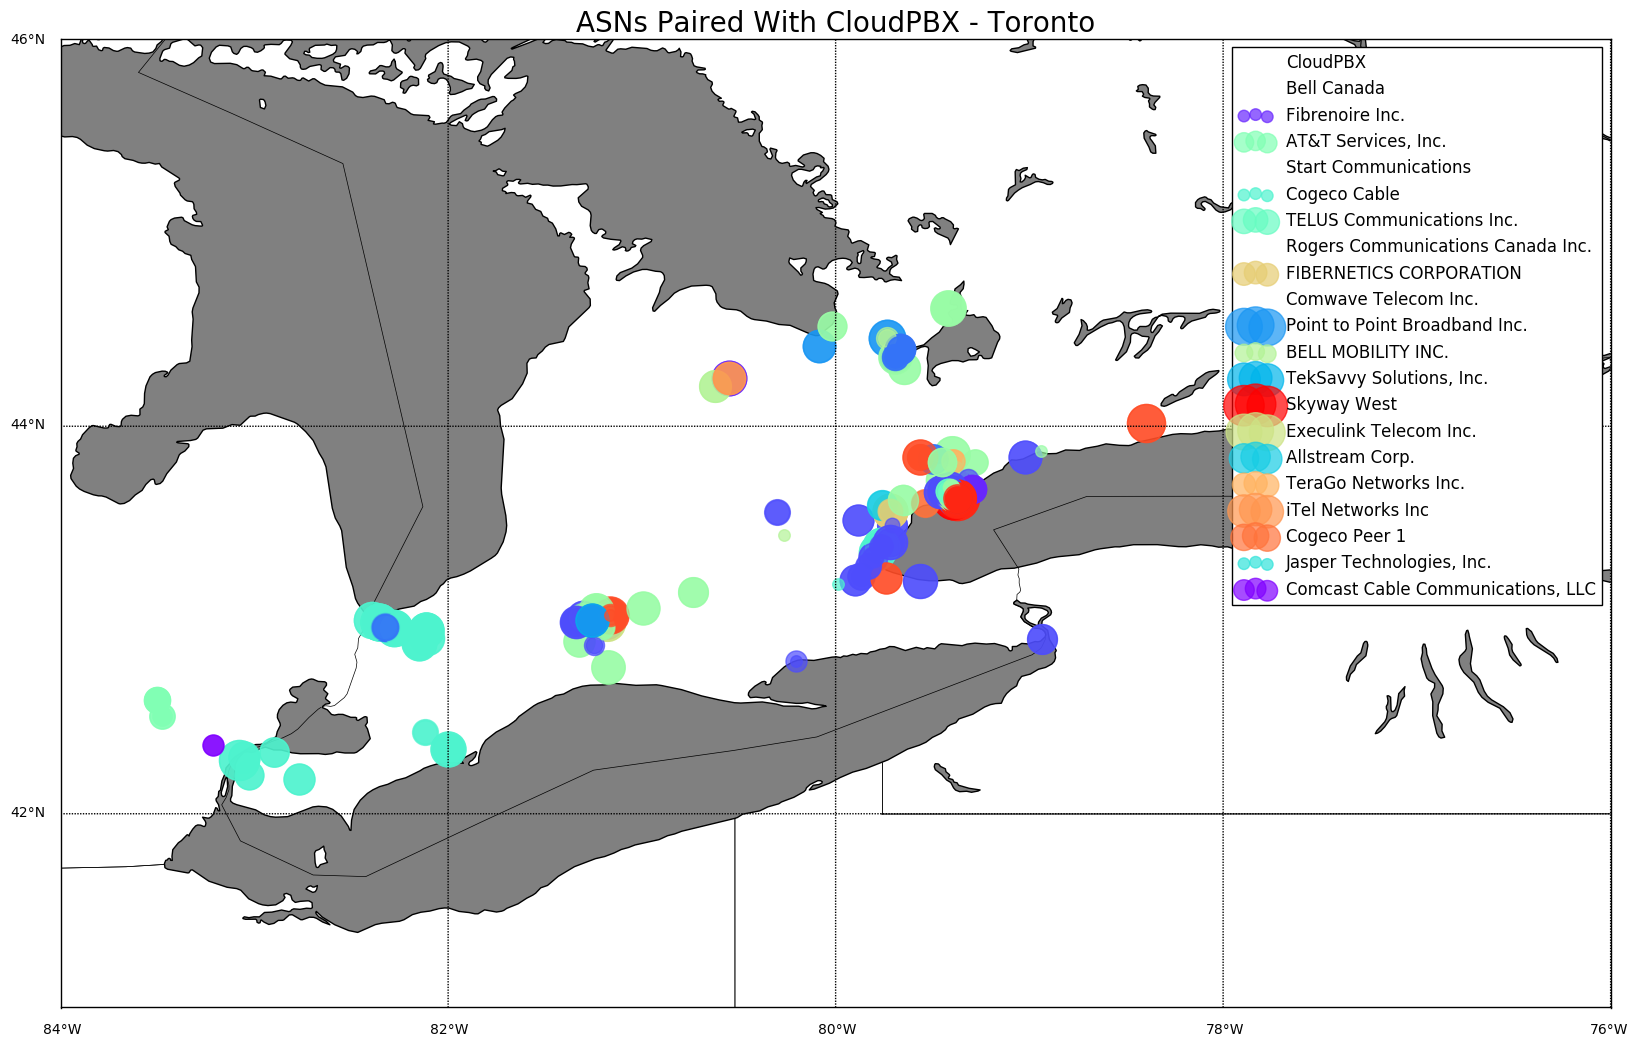 ASNs Paired With CloudPBX - Toronto
46°N
44°N
42°N
84°W
82°W
80°W
78°W
76°W
CloudPBX
Bell Canada
Fibrenoire Inc.
AT&T Services, Inc.
Start Communications
Cogeco Cable
TELUS Communications Inc.
Rogers Communications Canada Inc.
FIBERNETICS CORPORATION
Comwave Telecom Inc.
Point to Point Broadband Inc.
BELL MOBILITY INC.
TekSavvy Solutions, Inc.
Skyway West
Execulink Telecom Inc.
Allstream Corp.
TeraGo Networks Inc.
iTel Networks Inc
Cogeco Peer 1
Jasper Technologies, Inc.
Comcast Cable Communications, LLC